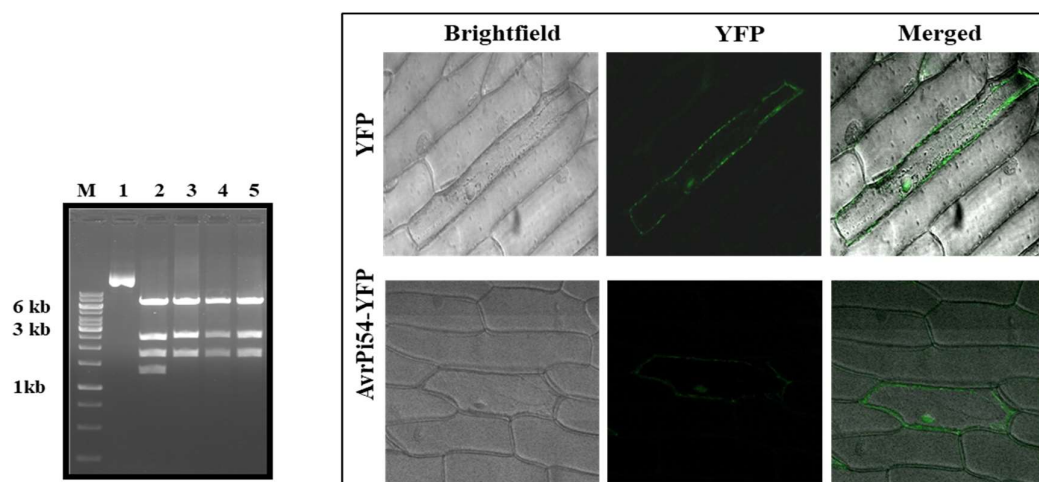 M 1 2 3 4 5
6 kb
3 kb
1kb
Brightfield YFP Merged
YFP
AvrPi54-YFP